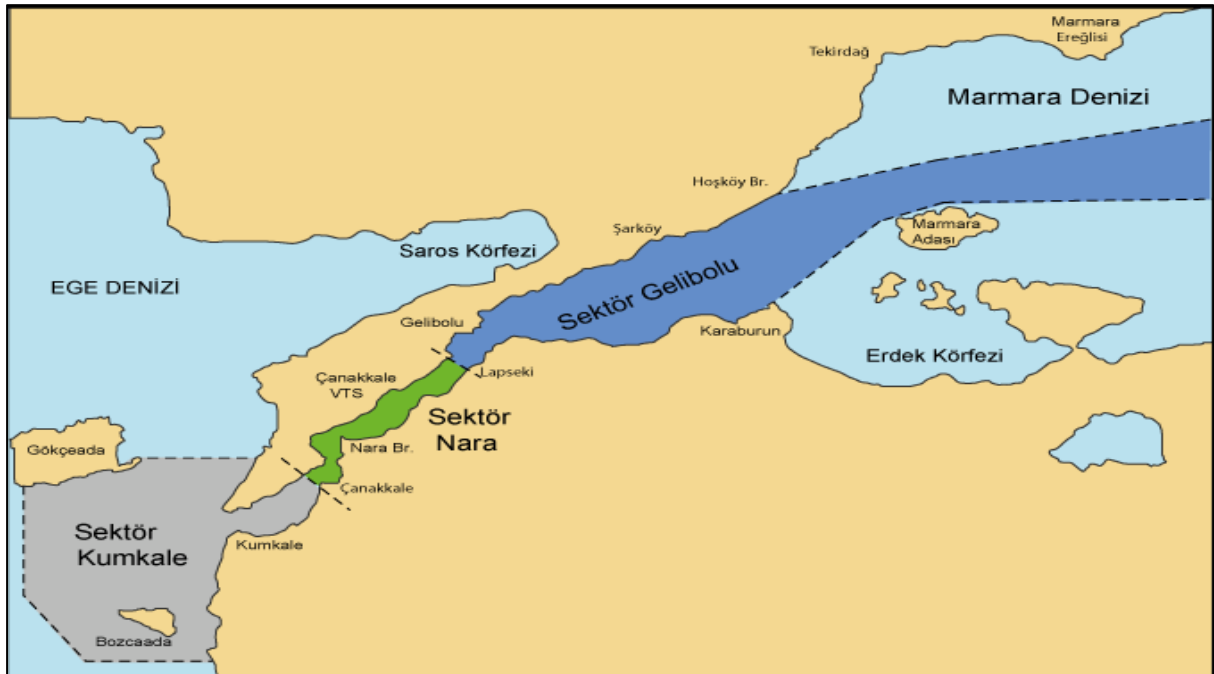 Marmara
Ereğlisi
Tekirdağ
Marmara Denizi
Hoşköy Br.
Şarköy
Marmara
Adası
Saros Körfezi
EGE DENİZİ
Sektör Gelibolu
Gelibolu
Karaburun
Erdek Körfezi
Lapseki
Çanakkale
VTS
Sektör
Nara
Nara Br.
Gökçeada
Çanakkale
Sektör
Kumkale
Kumkale
Bozcaada